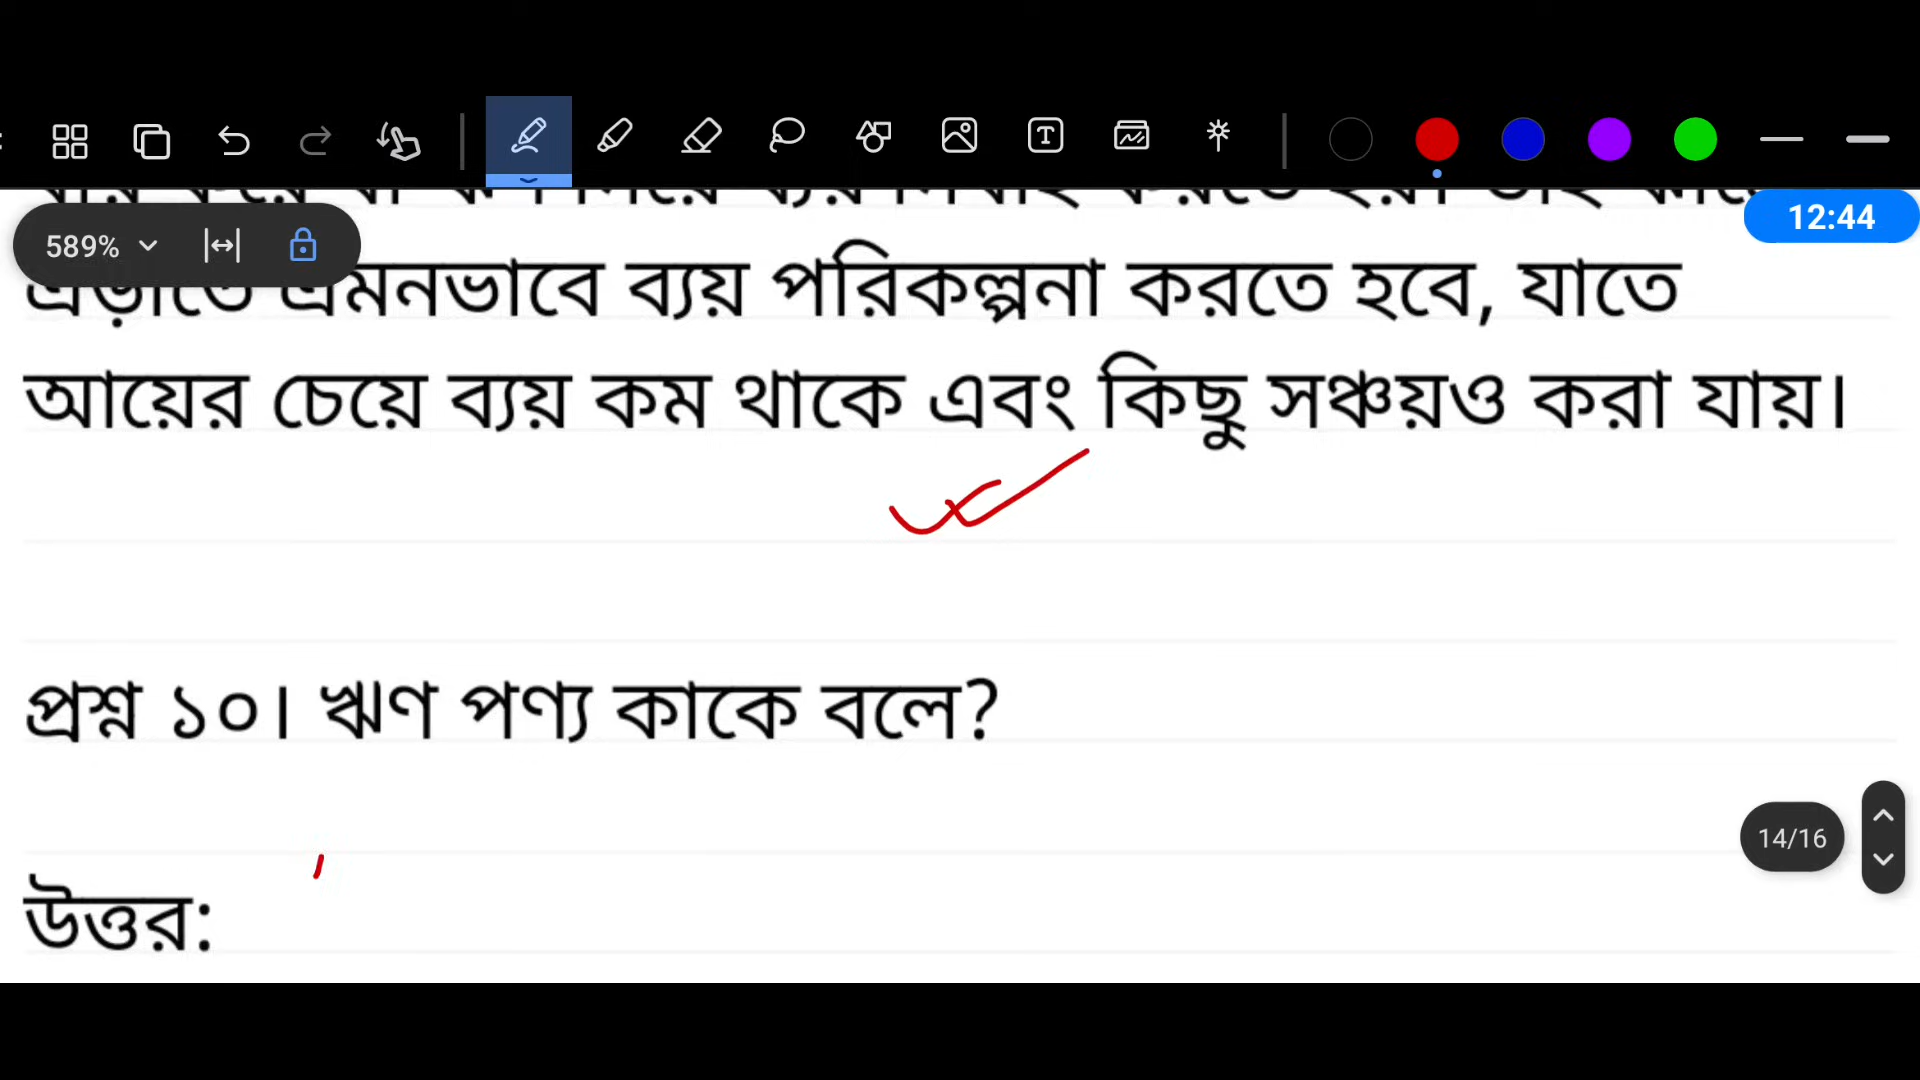 589%
12:44
এমনভাবে ব্যয় পরিকল্পনা করতে হবে, যাতে
আয়ের চেয়ে ব্যয় কম থাকে এবং কিছু সঞ্চয়ও করা যায়।
প্রশ্ন ১০। ঋণ পণ্য কাকে বলে?
14/16
উত্তর: